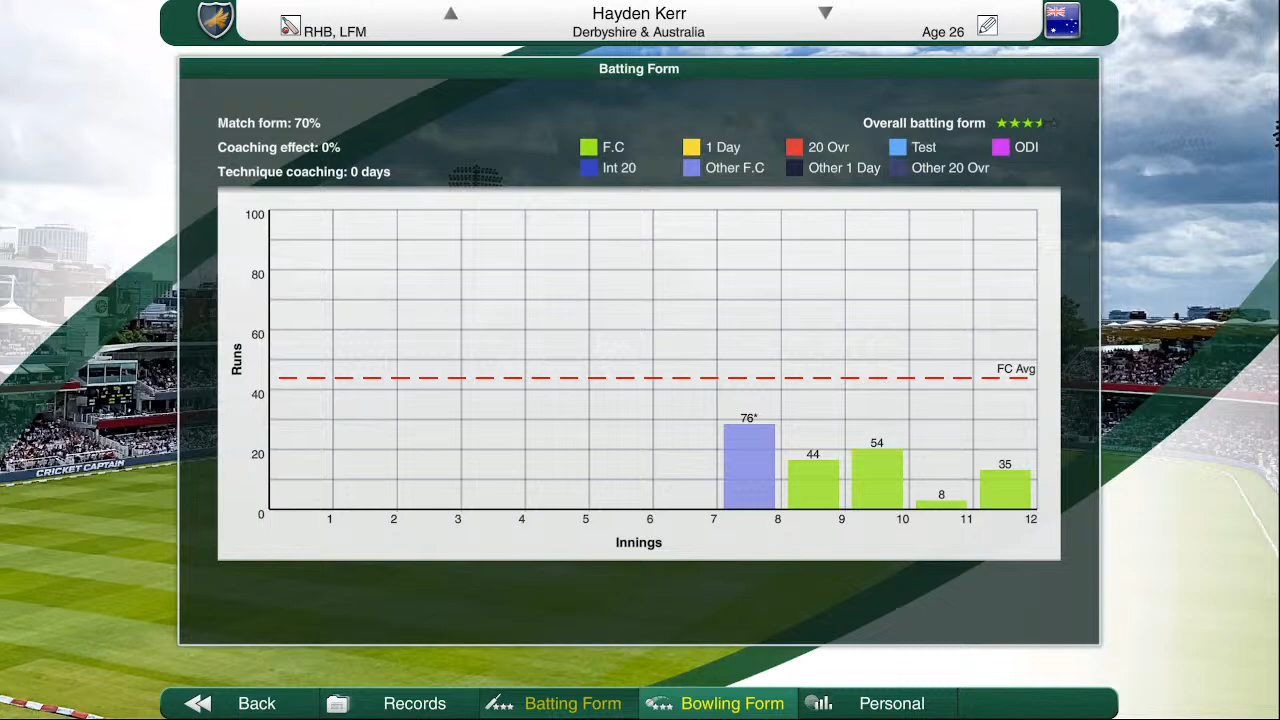 Hayden Kerr
RHB, LFM
Derbyshire & Australia
Age 26
Batting Form
Match form: 70%
Overall batting form
Coaching effect: 0%
F.C
1 Day
20 Ovr
Test
ODI
Technique coaching: 0 days
Int 20
Other F.C
Other 1 Day
Other 20 Ovr
100
80
60
40
20
0
Runs
FC Avg
76*
44
54
8
35
1 2 3 4 5 6 7 8 9 10 11 12
Innings
CRICKET CAPTAIN
Back
Records
Batting Form
Bowling Form
Personal